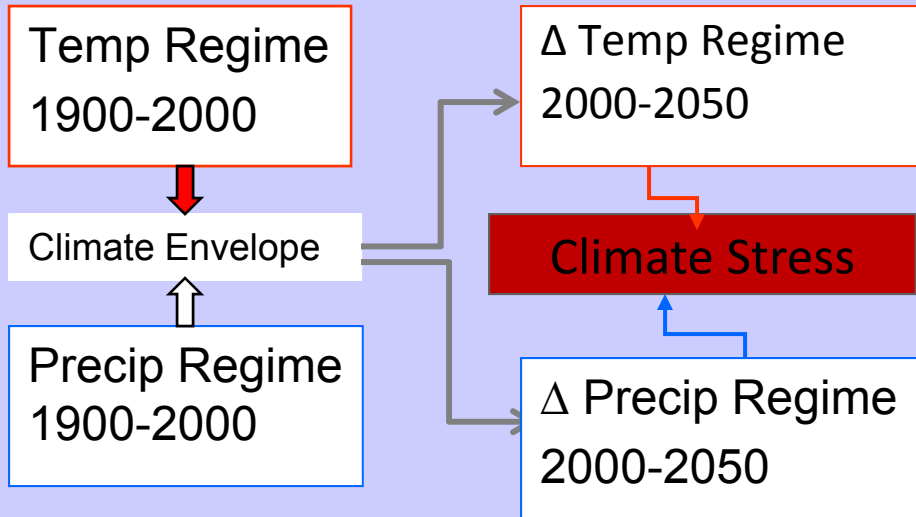 Temp Regime
1900-2000
Δ Temp Regime
2000-2050
Climate Envelope
Climate Stress
Precip Regime
1900-2000
Δ Precip Regime
2000-2050